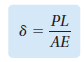 δ = PL / AE